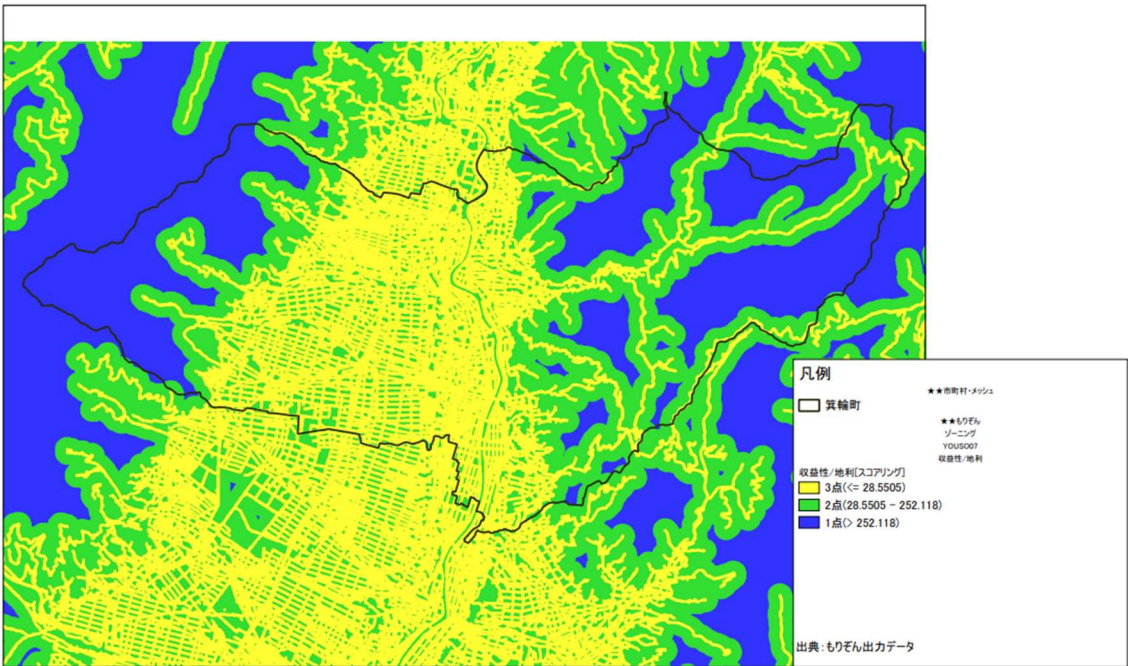 凡例
★★市町村・メッシュ
箕輪町
★★もりぞん
ゾーニング
YOUSO07
収益性/地利
収益性/地利[スコアリング]
3点(<= 28.5505)
2点(28.5505 - 252.118)
1点(> 252.118)
出典:もりぞん出力データ